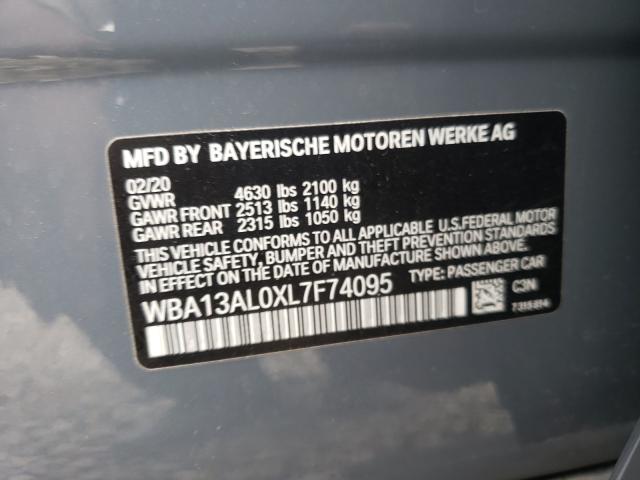 MFD BY BAYERISCHE MOTOREN WERKE AG
02/20
GVWR 4630 lbs 2100 kg
GAWR FRONT 2513 lbs 1140 kg
GAWR REAR 2315 lbs 1050 kg
THIS VEHICLE CONFORMS TO ALL APPLICABLE U.S.FEDERAL MOTOR
VEHICLE SAFETY, BUMPER AND THEFT PREVENTION STANDARDS
IN EFFECT ON THE DATE OF MANUFACTURE SHOWN ABOVE.
WBA13AL0XL7F74095 TYPE: PASSENGER CAR
C3N